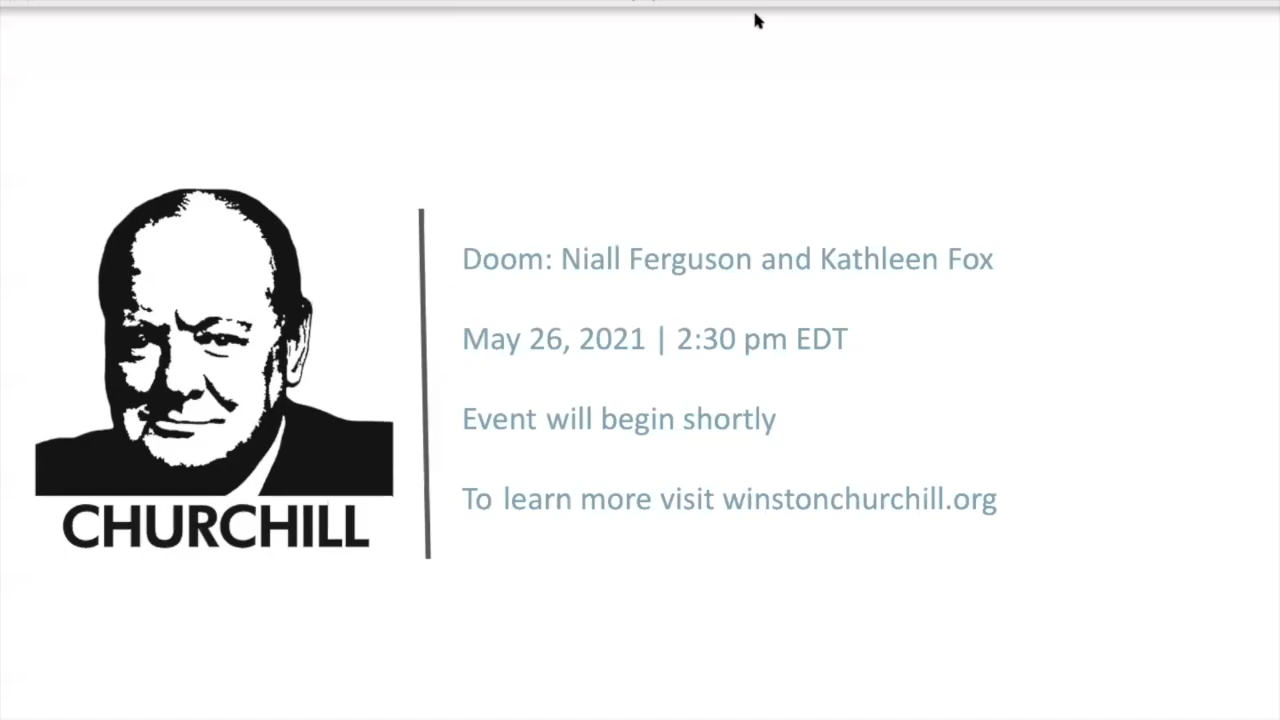 CHURCHILL
Doom: Niall Ferguson and Kathleen Fox
May 26, 2021 | 2:30 pm EDT
Event will begin shortly
To learn more visit winstonchurchill.org